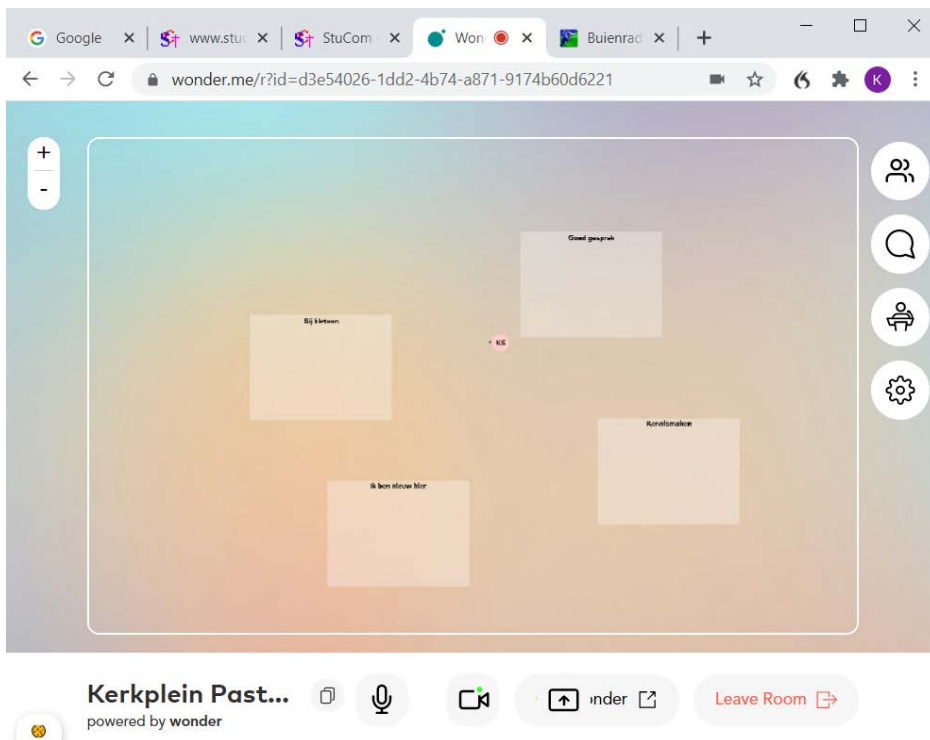 Google
www.stu
StuCom
Won
Buienrad
wonder.me/r?id=d3e54026-1dd2-4b74-a871-9174b60d6221
K
+
-
Goed gesprek
Bij kletsen
KS
Kennismaken
Ik ben nieuw hier
Kerkplein Past...
powered by wonder
nder
Leave Room